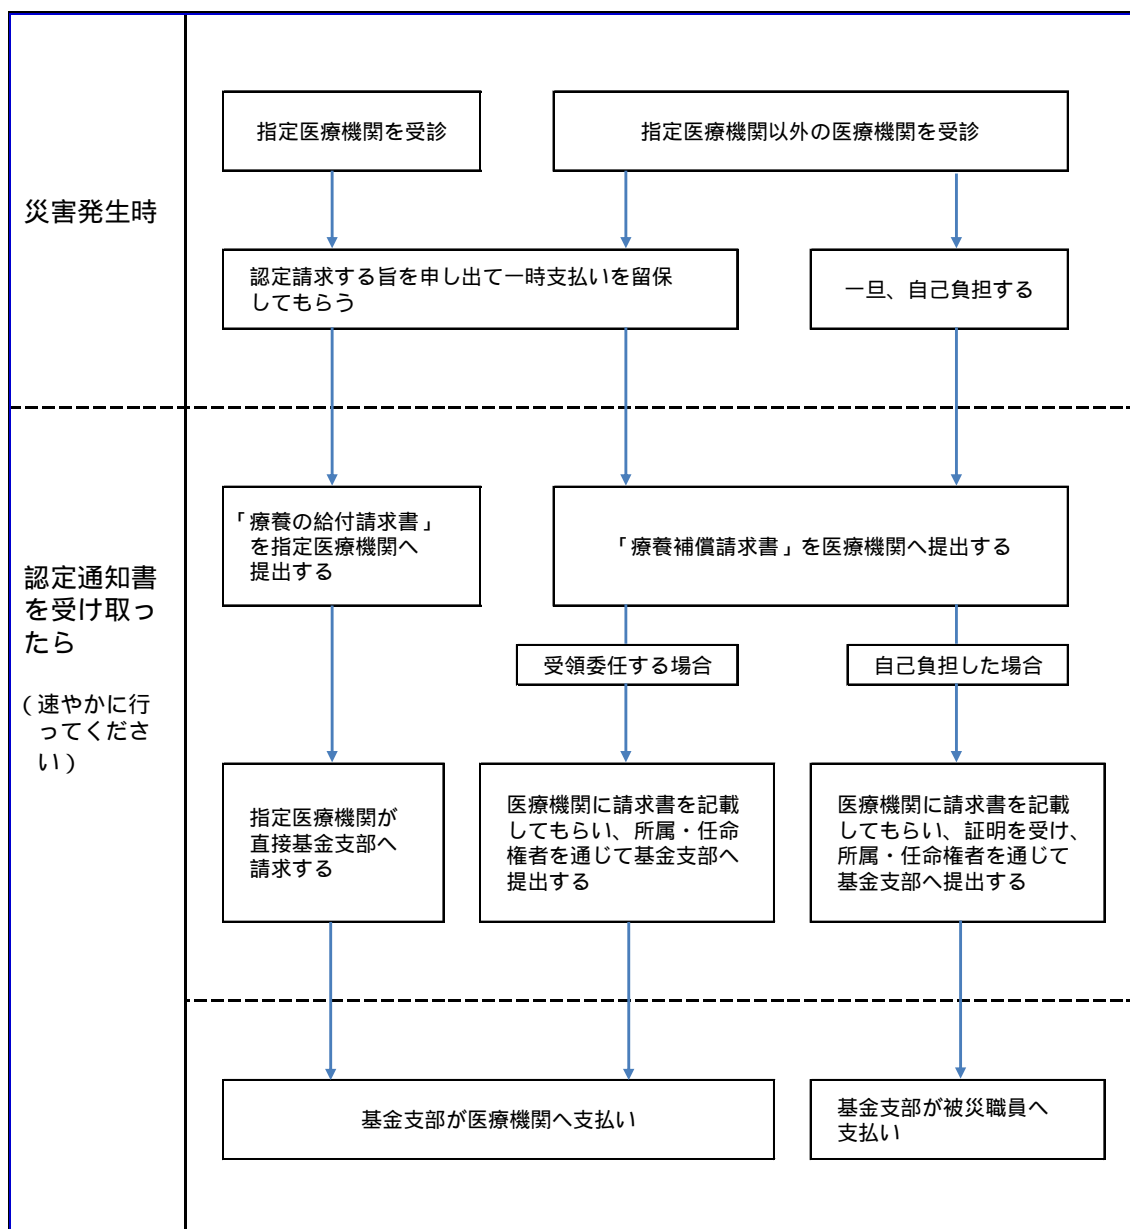 災害発生時
指定医療機関を受診
指定医療機関以外の医療機関を受診
認定請求する旨を申し出て一時支払いを留保
してもらう
一旦、自己負担する
認定通知書
を受け取っ
たら
（速やかに行
ってくださ
い）
「療養の給付請求書」
を指定医療機関へ
提出する
「療養補償請求書」を医療機関へ提出する
受領委任する場合
自己負担した場合
指定医療機関が
直接基金支部へ
請求する
医療機関に請求書を記載
してもらい、所属・任命
権者を通じて基金支部へ
提出する
医療機関に請求書を記載
してもらい、証明を受け、
所属・任命権者を通じて
基金支部へ提出する
基金支部が医療機関へ支払い
基金支部が被災職員へ
支払い